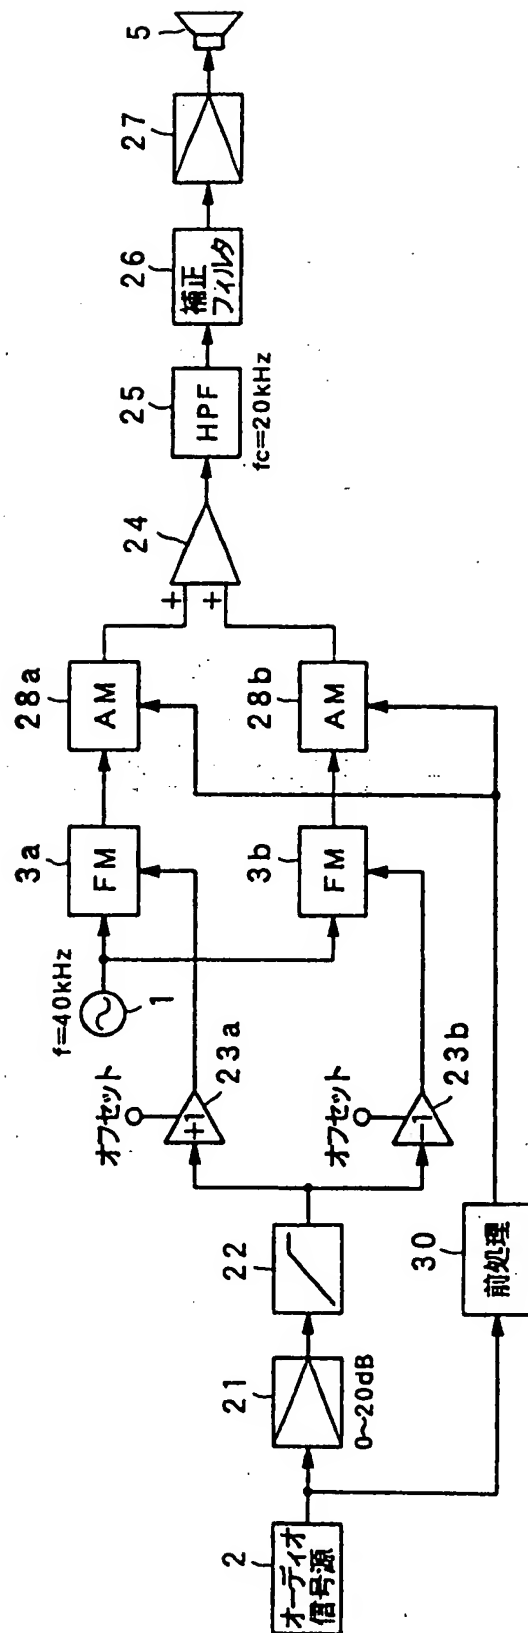 2
オーディオ
信号源
21
0~20dB
22
オフセット
+1
23a
オフセット
-1
23b
30
前処理
f=40kHz
1
3a
FM
3b
FM
28a
AM
28b
AM
+
+
24
25
HPF
fc=20kHz
26
補正
フィルタ
27
5